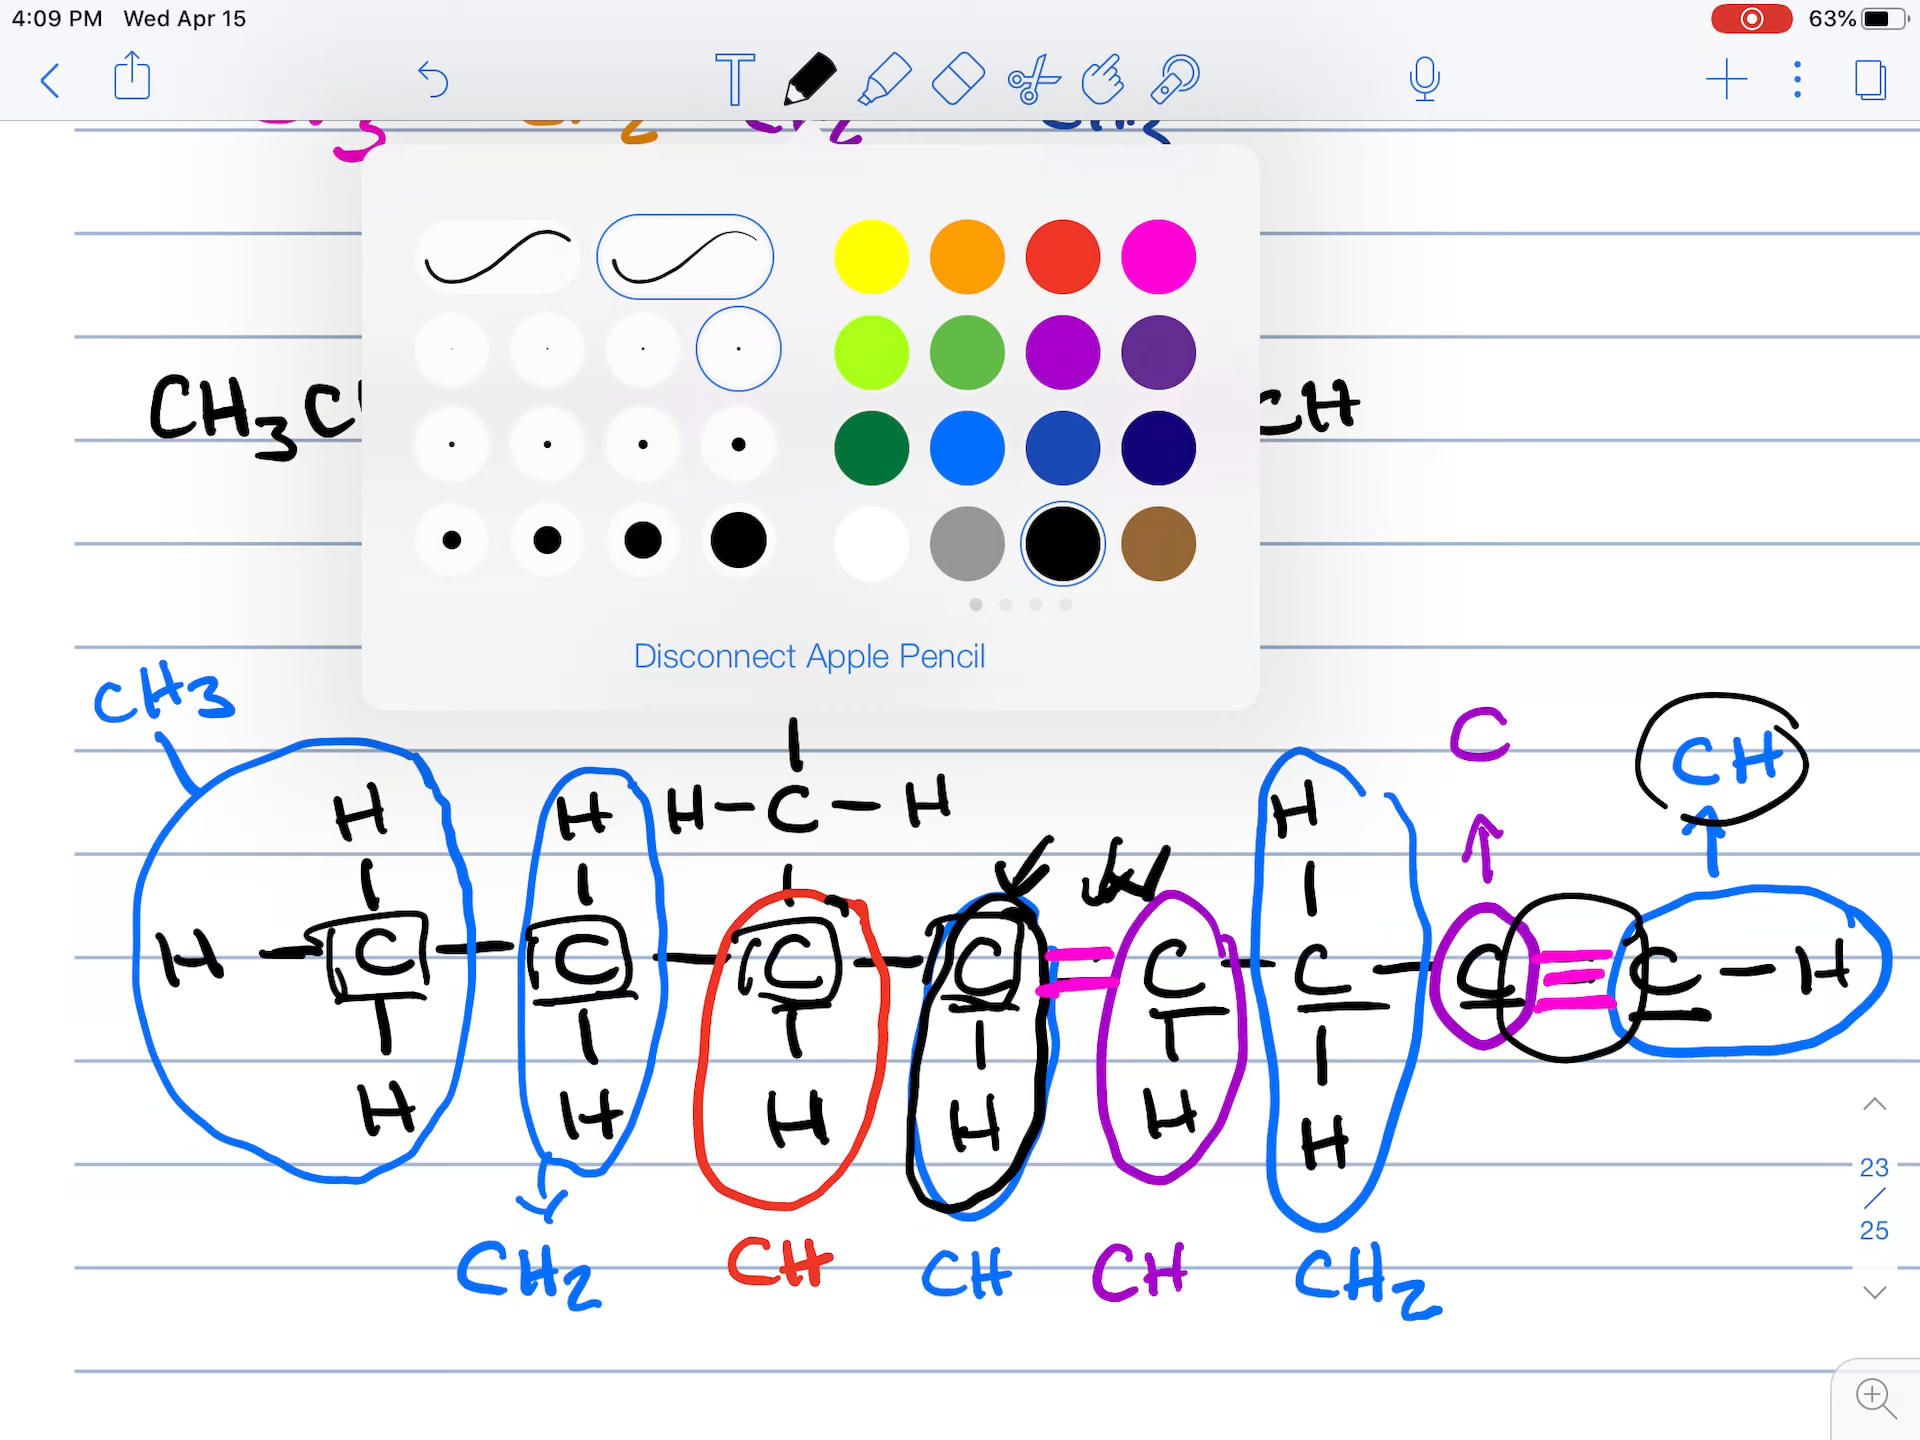 4:09 PM Wed Apr 15 63%
T
CH3C CH
Disconnect Apple Pencil
CH3 C CH
H H H-C-H H
H-C-C-C-C=C-C-C≡C-H
H H H H H H
CH2 CH CH CH CH2
23
/
25